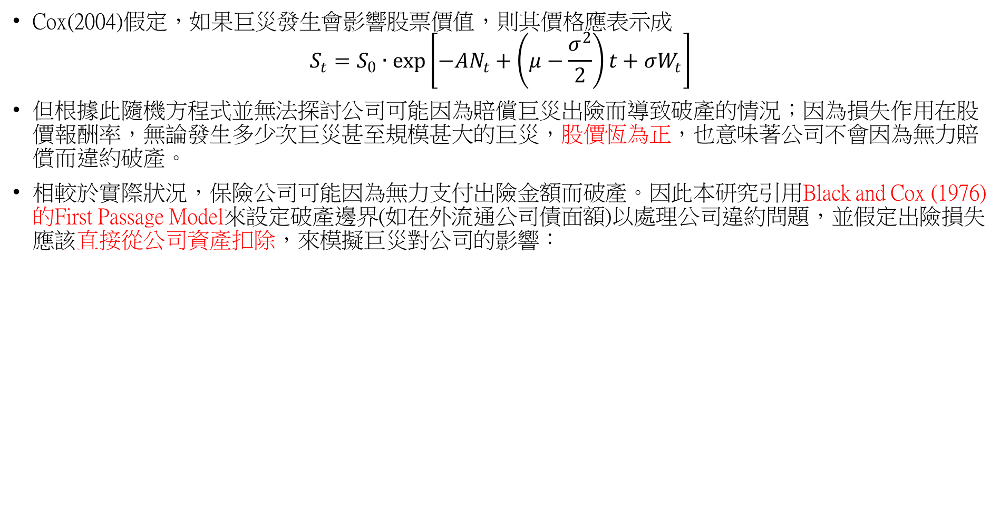 • Cox(2004)假定，如果巨災發生會影響股票價值，則其價格應表示成
S_t = S_0 · exp[−AN_t + (μ − σ²/2) t + σW_t]
• 但根據此隨機方程式並無法探討公司可能因為賠償巨災出險而導致破產的情況；因為損失作用在股
價報酬率，無論發生多少次巨災甚至規模甚大的巨災，股價恆為正，也意味著公司不會因為無力賠
償而違約破產。
• 相較於實際狀況，保險公司可能因為無力支付出險金額而破產。因此本研究引用Black and Cox (1976)
的First Passage Model來設定破產邊界(如在外流通公司債面額)以處理公司違約問題，並假定出險損失
應該直接從公司資產扣除，來模擬巨災對公司的影響：